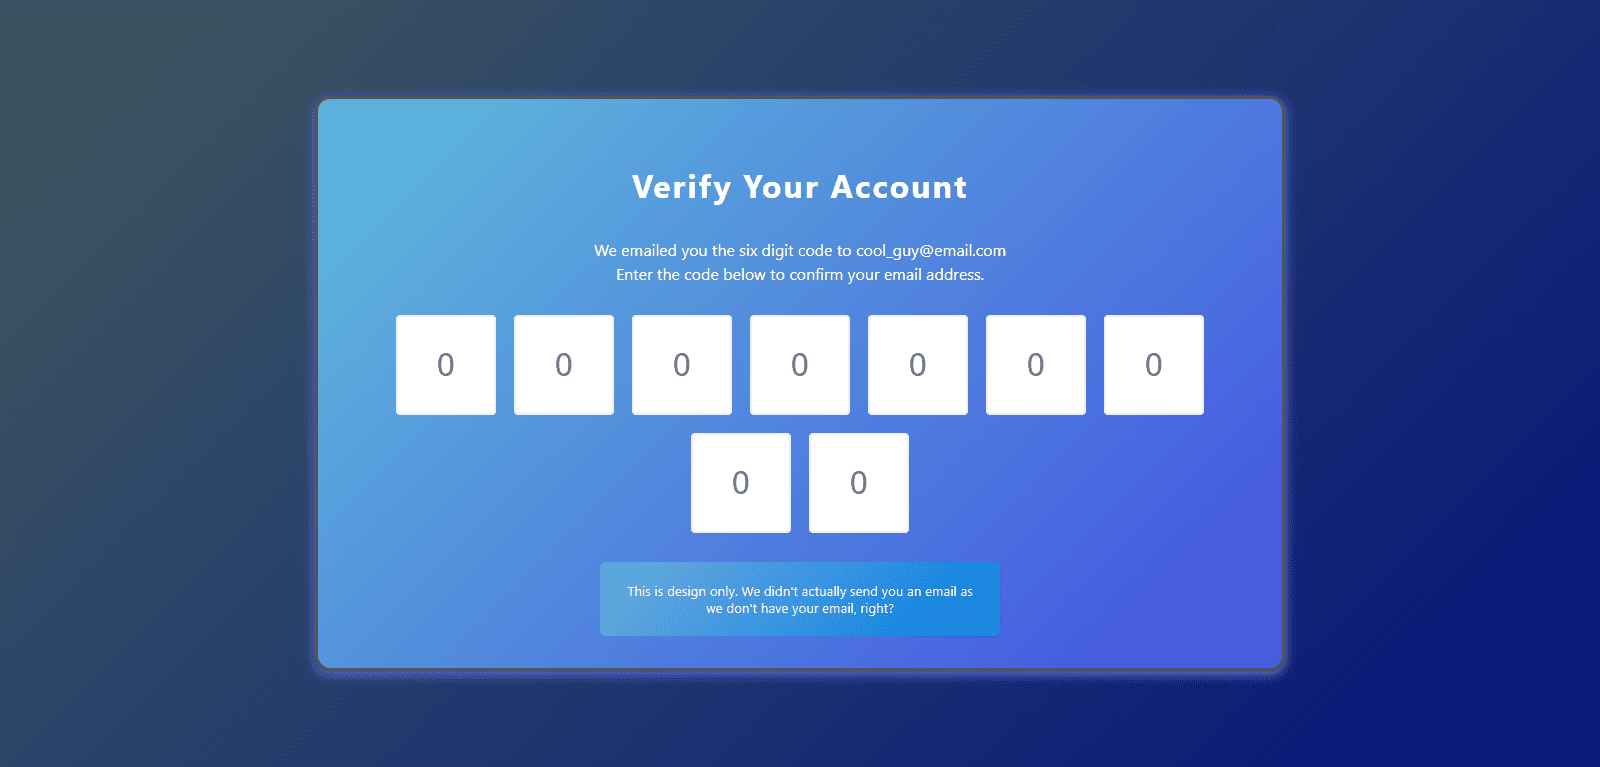 Verify Your Account
We emailed you the six digit code to cool_guy@email.com
Enter the code below to confirm your email address.
0 0 0 0 0 0 0
0 0
This is design only. We didn't actually send you an email as
we don't have your email, right?